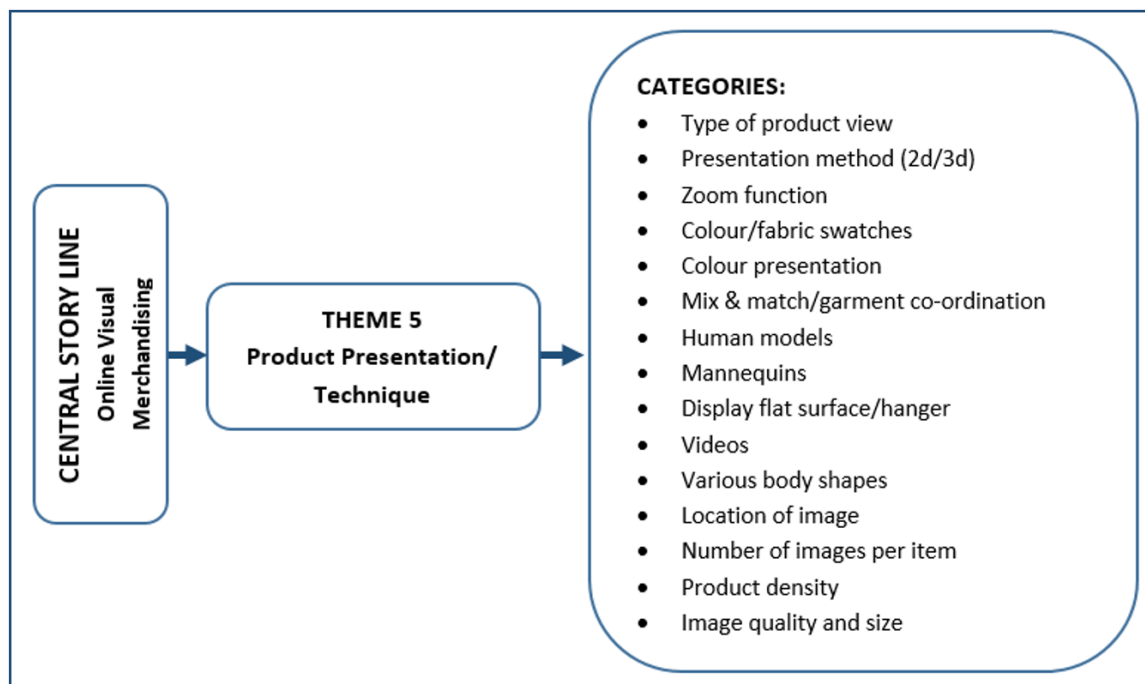 CENTRAL STORY LINE
Online Visual
Merchandising
THEME 5
Product Presentation/
Technique
CATEGORIES:
• Type of product view
• Presentation method (2d/3d)
• Zoom function
• Colour/fabric swatches
• Colour presentation
• Mix & match/garment co-ordination
• Human models
• Mannequins
• Display flat surface/hanger
• Videos
• Various body shapes
• Location of image
• Number of images per item
• Product density
• Image quality and size